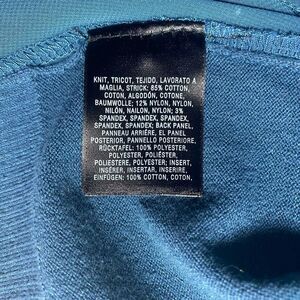 KNIT, TRICOT, TEJIDO, LAVORATO A
MAGLIA, STRICK: 85% COTTON,
COTON, ALGODÓN, COTONE,
BAUMWOLLE; 12% NYLON, NYLON,
NILÓN, NAILON, NYLON; 3%
SPANDEX, SPANDEX, SPANDEX,
SPANDEX, SPANDEX; BACK PANEL,
PANNEAU ARRIÈRE, EL PANEL
POSTERIOR, PANNELLO POSTERIORE,
RÜCKTAFEL: 100% POLYESTER,
POLYESTER, POLIÉSTER,
POLIESTERE, POLYESTER; INSERT,
INSÉRER, INSERTAR, INSERIRE,
EINFÜGEN: 100% COTTON, COTON,